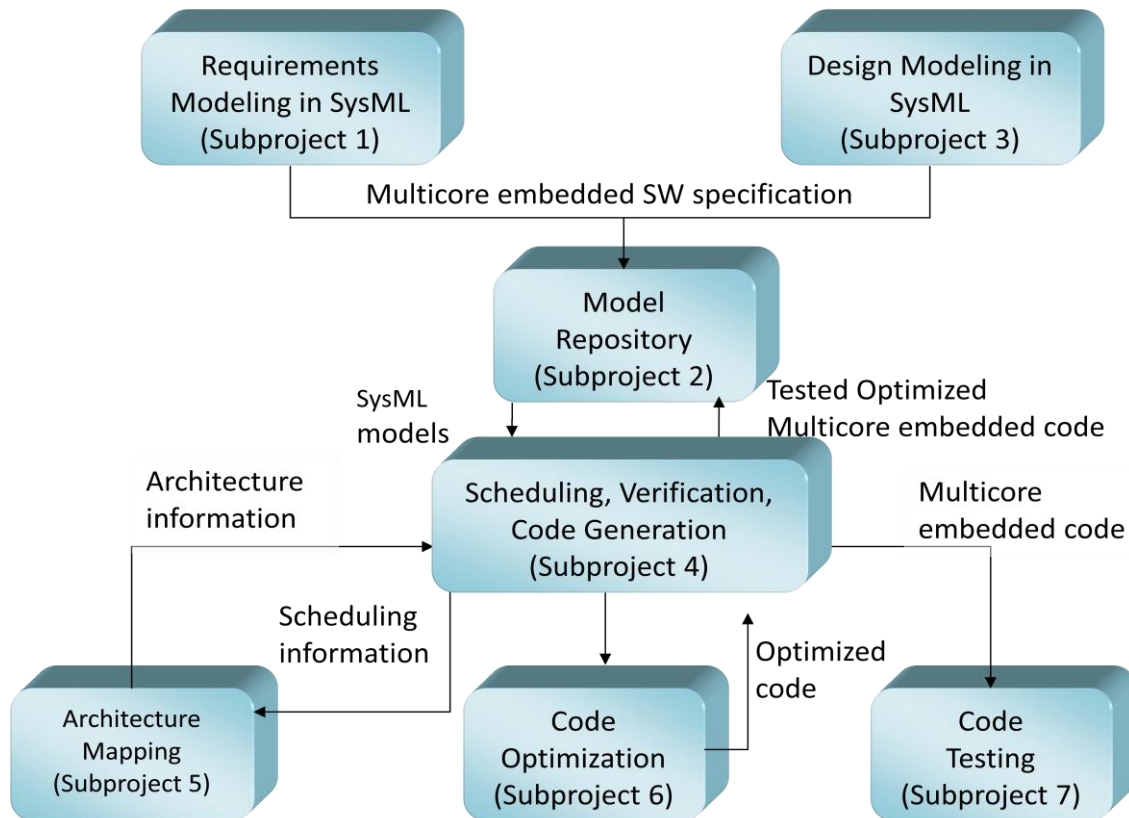 Requirements
Modeling in SysML
(Subproject 1)
Design Modeling in
SysML
(Subproject 3)
Multicore embedded SW specification
Model
Repository
(Subproject 2)
SysML
models
Tested Optimized
Multicore embedded code
Architecture
information
Scheduling, Verification,
Code Generation
(Subproject 4)
Multicore
embedded code
Scheduling
information
Optimized
code
Architecture
Mapping
(Subproject 5)
Code
Optimization
(Subproject 6)
Code
Testing
(Subproject 7)